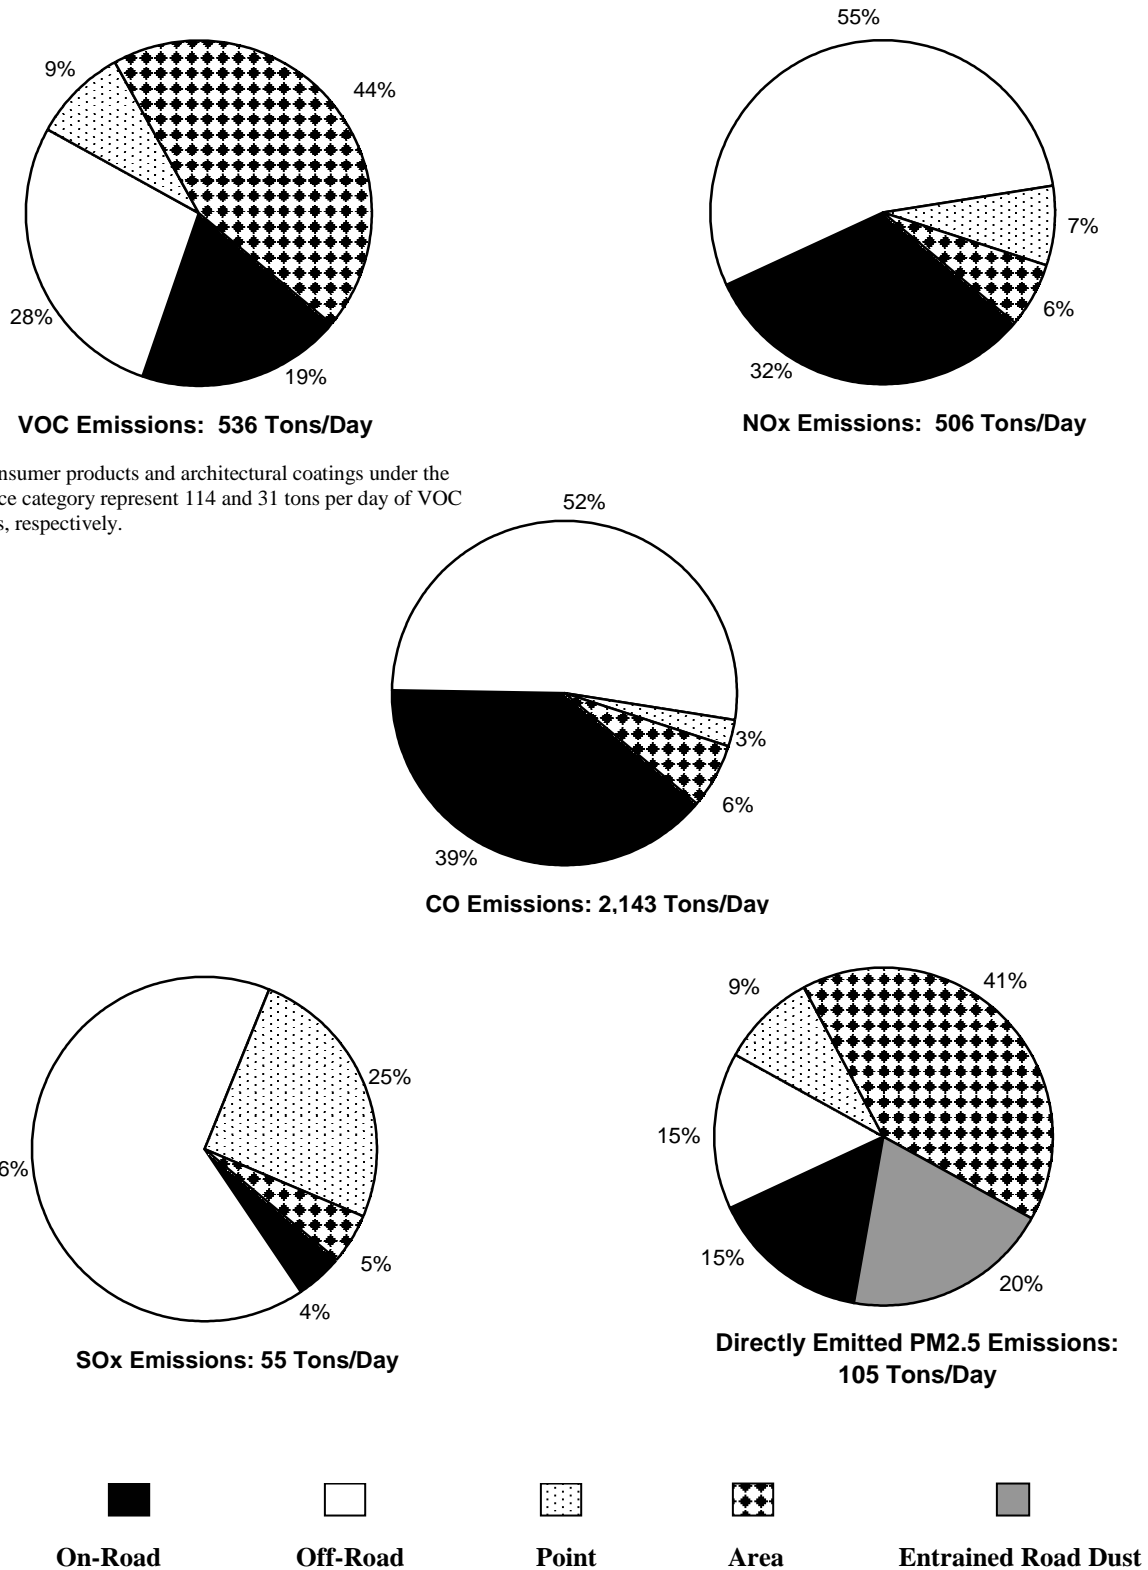 55%
9%
44%
7%
28%
6%
19%
32%
VOC Emissions: 536 Tons/Day
NOx Emissions: 506 Tons/Day
nsumer products and architectural coatings under the
ce category represent 114 and 31 tons per day of VOC
s, respectively.
52%
3%
6%
39%
CO Emissions: 2,143 Tons/Day
9%
41%
25%
15%
6%
5%
15%
20%
4%
SOx Emissions: 55 Tons/Day
Directly Emitted PM2.5 Emissions:
105 Tons/Day
On-Road
Off-Road
Point
Area
Entrained Road Dust